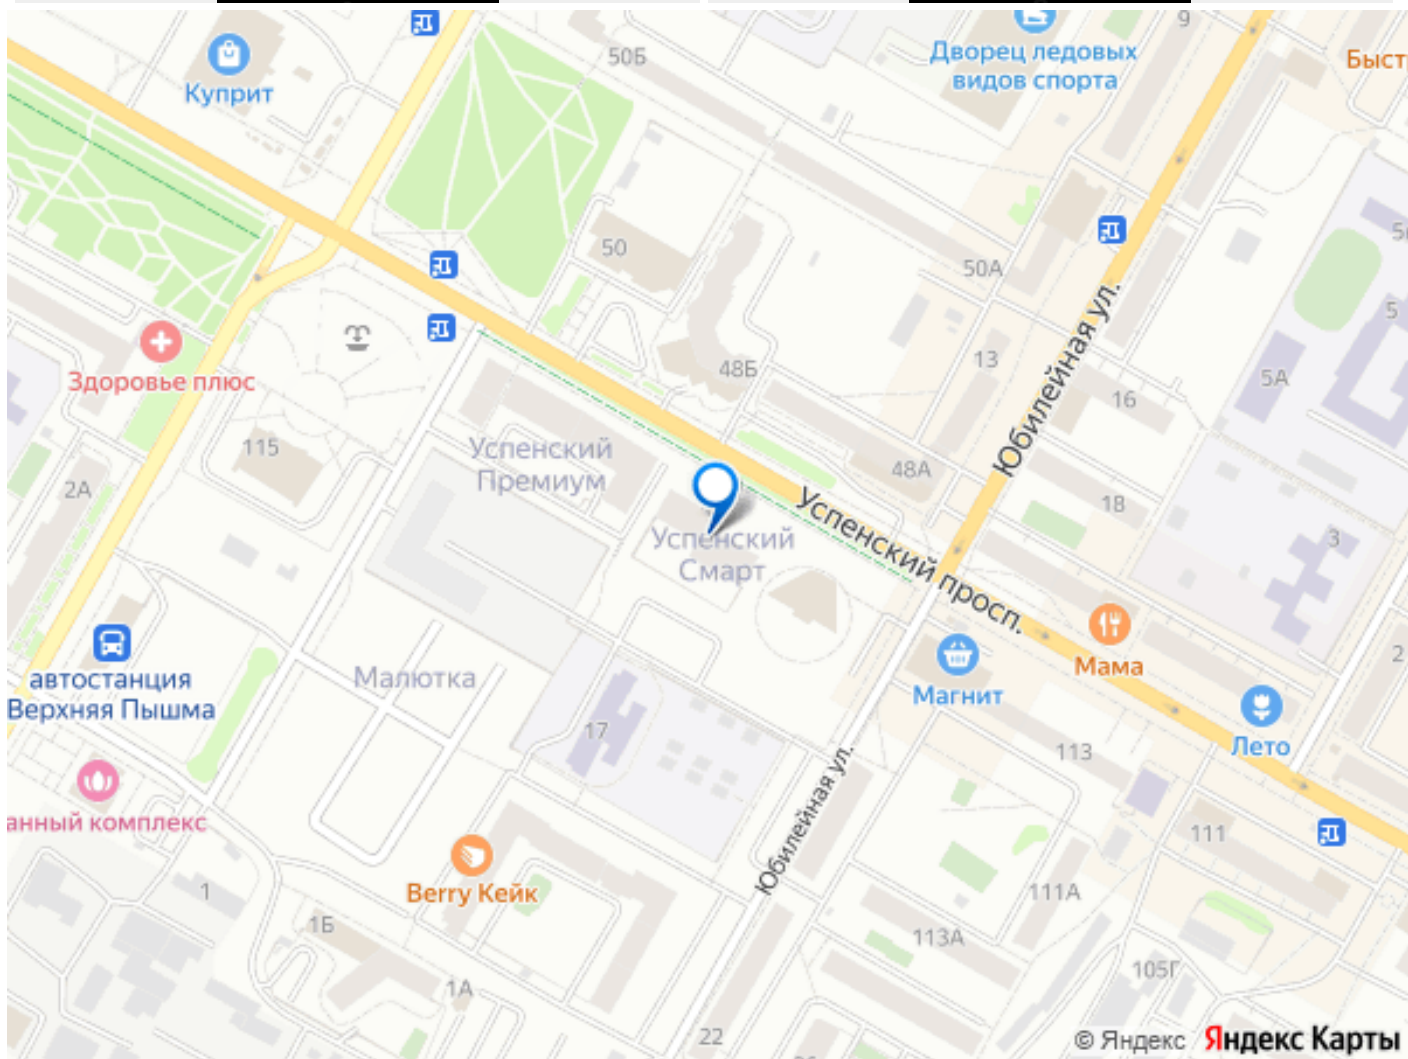 9
50Б
Дворец ледовых
видов спорта
Быст
Куприт
50
50А
5
48Б
13
5А
16
Здоровье плюс
Юбилейная ул.
115
Успенский
Премиум
48А
2А
18
Успенский
Смарт
Успенский просп.
3
Мама
2
автостанция
Верхняя Пышма
Малютка
Магнит
17
Лето
113
Юбилейная ул.
анный комплекс
111
Berry Кейк
1
111А
1Б
113А
105Г
1А
22
© Яндекс Яндекс Карты